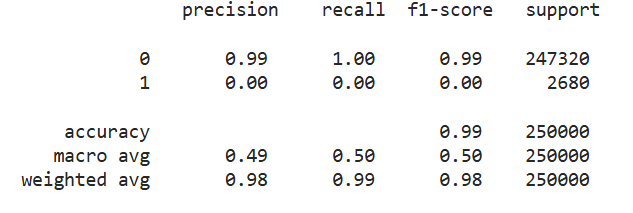 precision recall f1-score support
0 0.99 1.00 0.99 247320
1 0.00 0.00 0.00 2680
accuracy 0.99 250000
macro avg 0.49 0.50 0.50 250000
weighted avg 0.98 0.99 0.98 250000